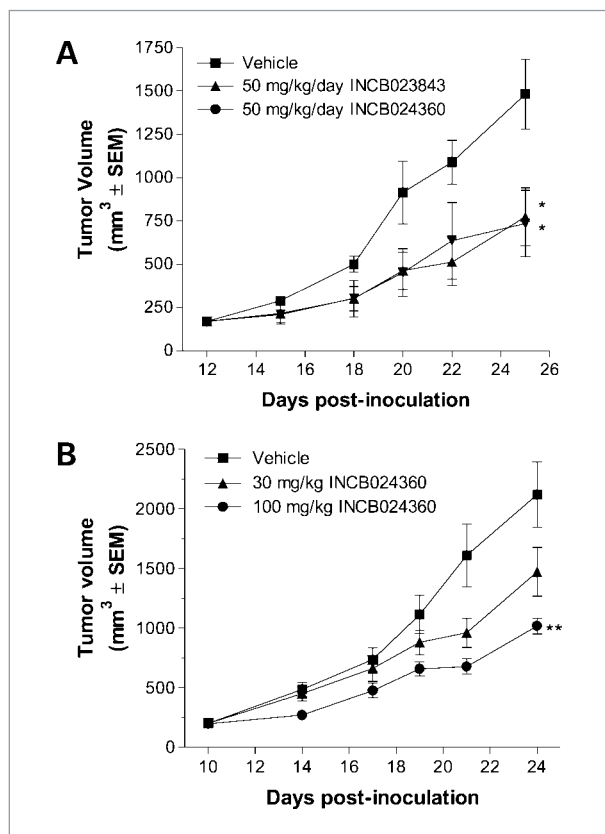 A
1750
1500
1250
1000
750
500
250
0
Tumor Volume
(mm³ ± SEM)
Vehicle
50 mg/kg/day INCB023843
50 mg/kg/day INCB024360
*
*
12 14 16 18 20 22 24 26
Days post-inoculation
B
2500
2000
1500
1000
500
0
Tumor volume
(mm³ ± SEM)
Vehicle
30 mg/kg INCB024360
100 mg/kg INCB024360
**
10 12 14 16 17 19 21 22 24
Days post-inoculation